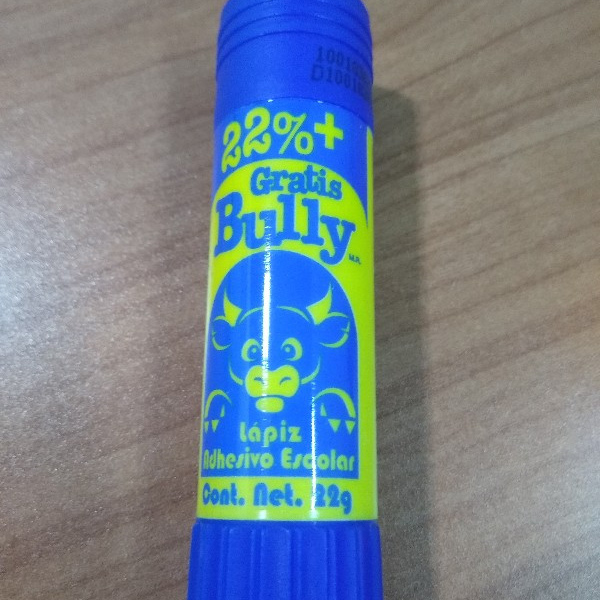 22%+
Gratis
Bully
M.R.
Lápiz
Adhesivo Escolar
Cont. Net. 22g